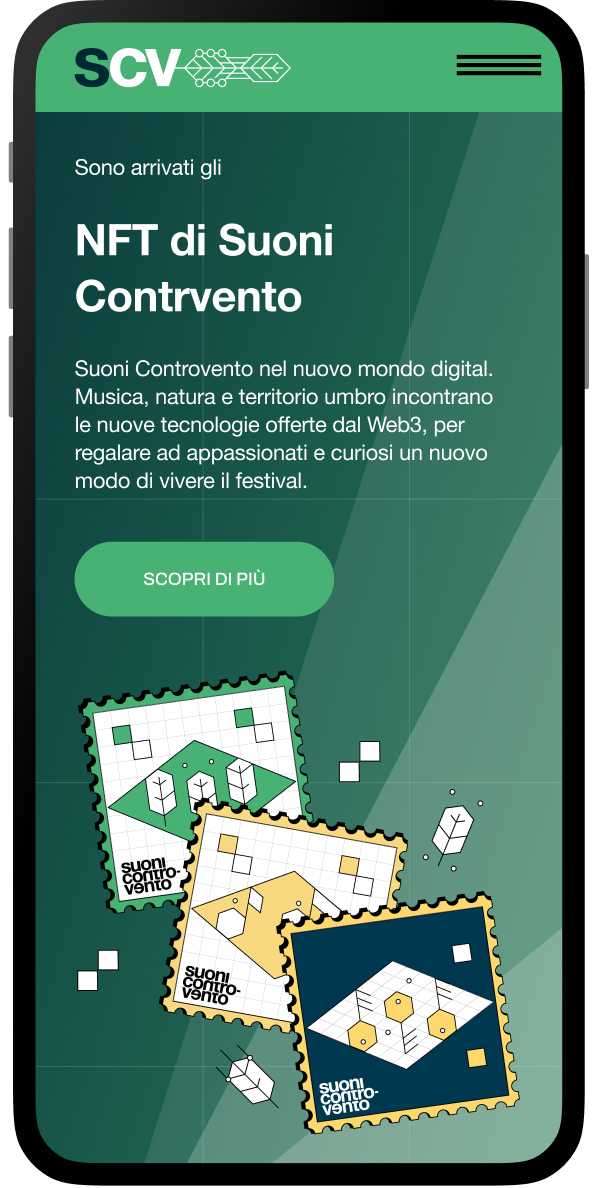 SCV
Sono arrivati gli
NFT di Suoni
Contrvento
Suoni Controvento nel nuovo mondo digital.
Musica, natura e territorio umbro incontrano
le nuove tecnologie offerte dal Web3, per
regalare ad appassionati e curiosi un nuovo
modo di vivere il festival.
SCOPRI DI PIÙ
suoni
contro-
vento
suoni
contro-
vento
suoni
contro-
vento